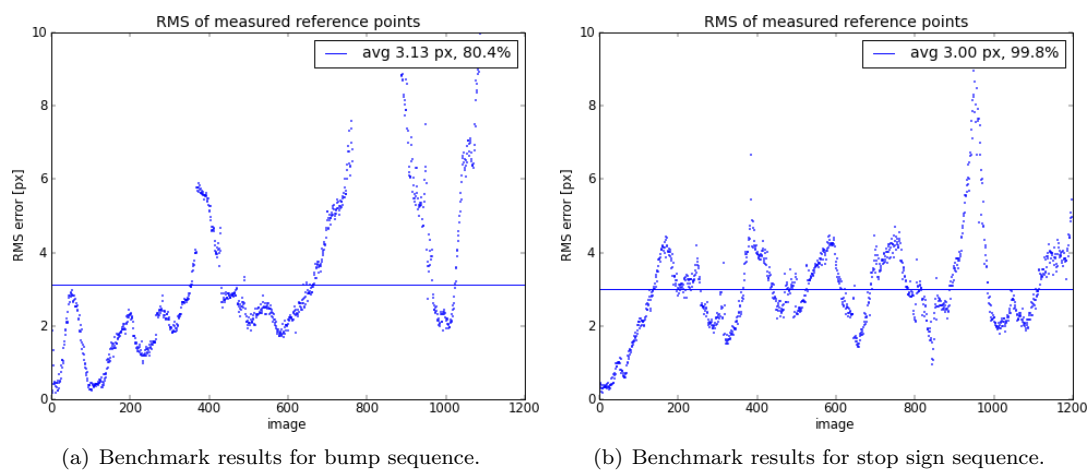 RMS of measured reference points
avg 3.13 px, 80.4%
RMS error [px]
10
8
6
4
2
0
0 200 400 600 800 1000 1200
image
(a) Benchmark results for bump sequence.
RMS of measured reference points
avg 3.00 px, 99.8%
RMS error [px]
10
8
6
4
2
0
0 200 400 600 800 1000 1200
image
(b) Benchmark results for stop sign sequence.